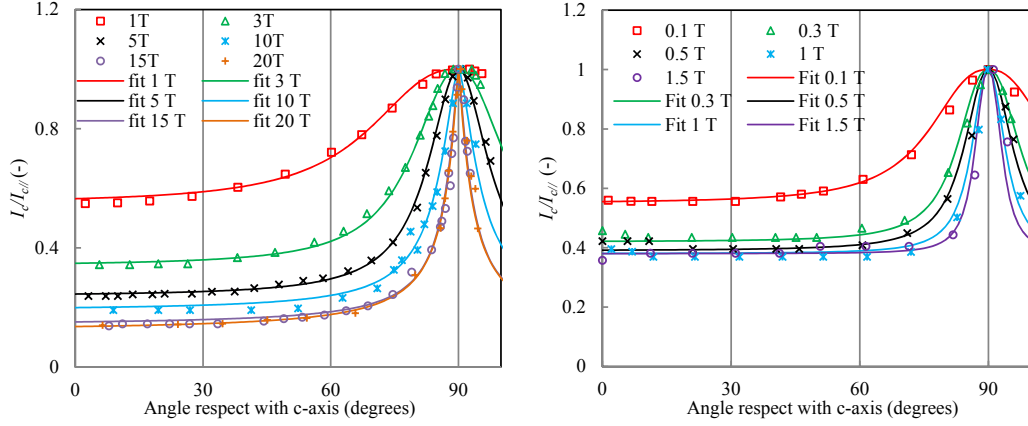 1.2
1T 3T
5T 10T
15T 20T
fit 1 T fit 3 T
fit 5 T fit 10 T
fit 15 T fit 20 T
0.8
0.4
0
0 30 60 90
Ic/Ic// (-)
Angle respect with c-axis (degrees)
1.2
0.1 T 0.3 T
0.5 T 1 T
1.5 T Fit 0.1 T
Fit 0.3 T Fit 0.5 T
Fit 1 T Fit 1.5 T
1
0.8
0.6
0.4
0.2
0
0 30 60 90
Ic/Ic// (-)
Angle respect with c-axis (degrees)